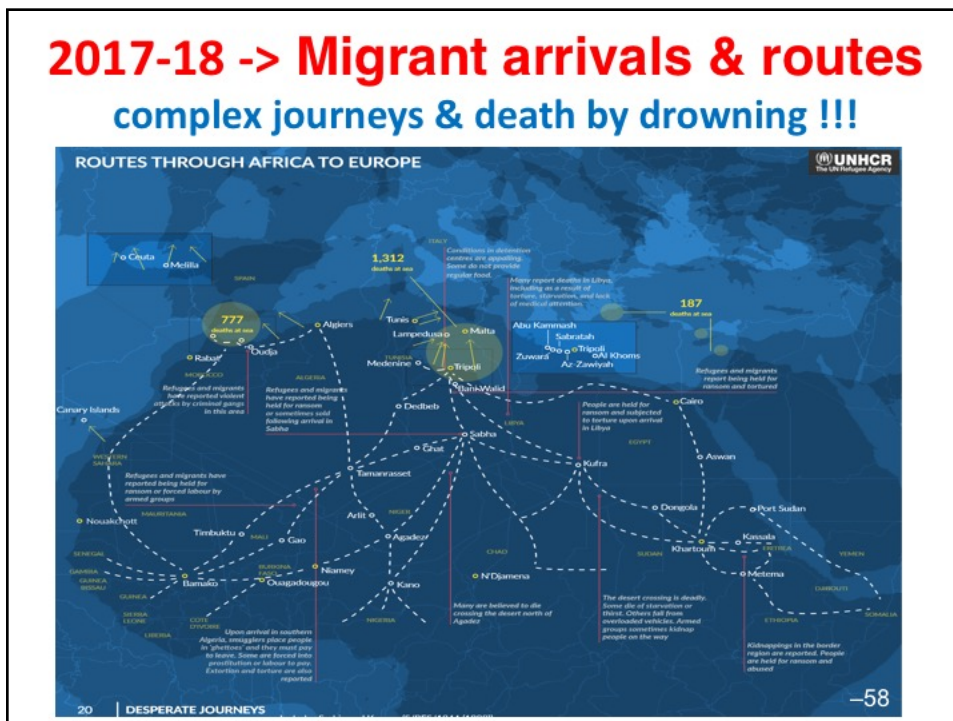 2017-18 -> Migrant arrivals & routes
complex journeys & death by drowning !!!
ROUTES THROUGH AFRICA TO EUROPE
UNHCR
The UN Refugee Agency
Ceuta
Melilla
SPAIN
ITALY
1,312
deaths at sea
Conditions in detention
centres are appalling.
Some do not provide
regular food.
Many report deaths in Libya,
including as a result of
torture, starvation, and lack
of medical attention
187
deaths at sea
777
deaths at sea
Algiers
Tunis
Lampedusa
Malta
Abu Kammash
Sabratah
Tripoli
Zuwara
Al Khoms
Az-Zawiyah
Rabat
Oudja
Medenine
TUNISIA
Tripoli
Bani Walid
MOROCCO
ALGERIA
Refugees and migrants
report being held for
ransom and tortured
Refugees and migrants
have reported violent
attacks by criminal gangs
in this area
Refugees and migrants
have reported being
held for ransom
or sometimes sold
following arrival in
Sabha
Canary Islands
Dedbeb
LIBYA
People are held for
ransom and subjected
to torture upon arrival
in Libya
Cairo
EGYPT
Sabha
Ghat
WESTERN
SAHARA
Tamanrasset
Kufra
Aswan
Refugees and migrants have
reported being held for
ransom or forced labour by
armed groups
Nouakchott
MAURITANIA
Arlit
NIGER
Dongola
Port Sudan
Timbuktu
MALI
Gao
Agadez
Khartoum
Kassala
ERITREA
SENEGAL
CHAD
SUDAN
YEMEN
GAMBIA
GUINEA
BISSAU
Bamako
BURKINA
FASO
Ouagadougou
Niamey
Kano
N'Djamena
Metema
DJIBOUTI
GUINEA
SIERRA
LEONE
LIBERIA
COTE
D'IVOIRE
NIGERIA
ETHIOPIA
SOMALIA
Many are believed to die
crossing the desert north of
Agadez
The desert crossing is deadly.
Some die of starvation or
thirst. Others fall from
overloaded vehicles. Armed
groups sometimes kidnap
people on the way
Upon arrival in southern
Algeria, smugglers place people
in 'ghettoes' and they must pay
to leave. Some are forced into
prostitution or labour to pay.
Extortion and torture are also
reported
Kidnappings in the border
region are reported. People
are held for ransom and
abused
20 | DESPERATE JOURNEYS
–58